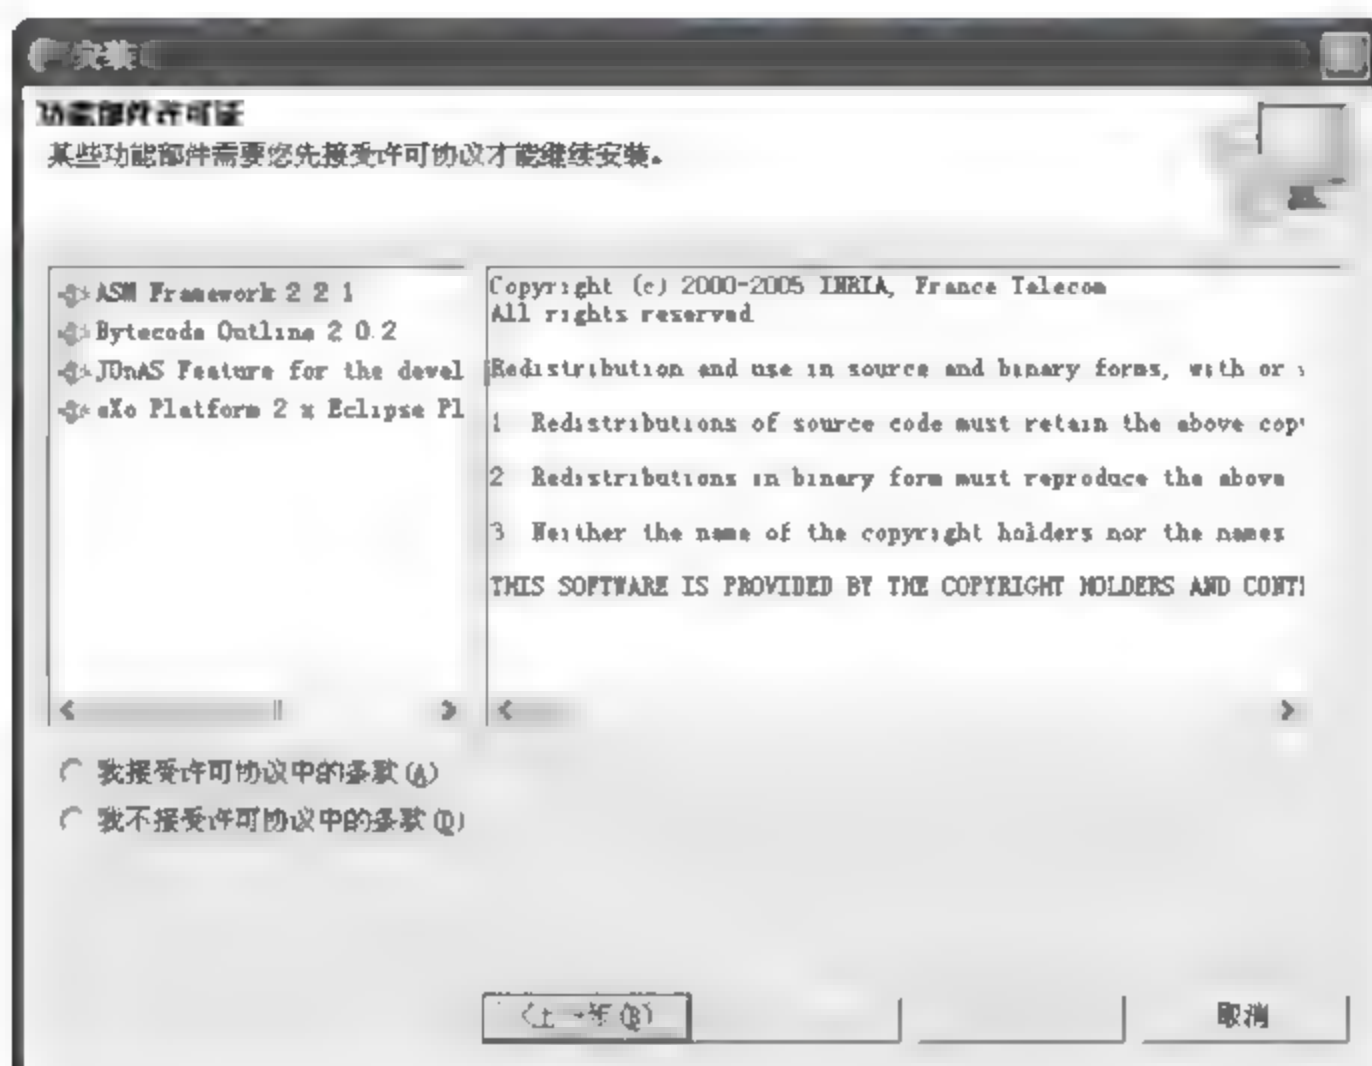 安装
功能部件许可证
某些功能部件需要您先接受许可协议才能继续安装。
ASM Framework 2 2 1
Bytecode Outline 2 0.2
JOnAS Feature for the devel
eXo Platform 2 x Eclipse Pl
Copyright (c) 2000-2005 INRIA, France Telecom
All rights reserved
Redistribution and use in source and binary forms, with or
1 Redistributions of source code must retain the above cop
2 Redistributions in binary form must reproduce the above
3 Neither the name of the copyright holders nor the names
THIS SOFTWARE IS PROVIDED BY THE COPYRIGHT HOLDERS AND CONTI
我接受许可协议中的条款(A)
我不接受许可协议中的条款(D)
<上一步(B)
取消